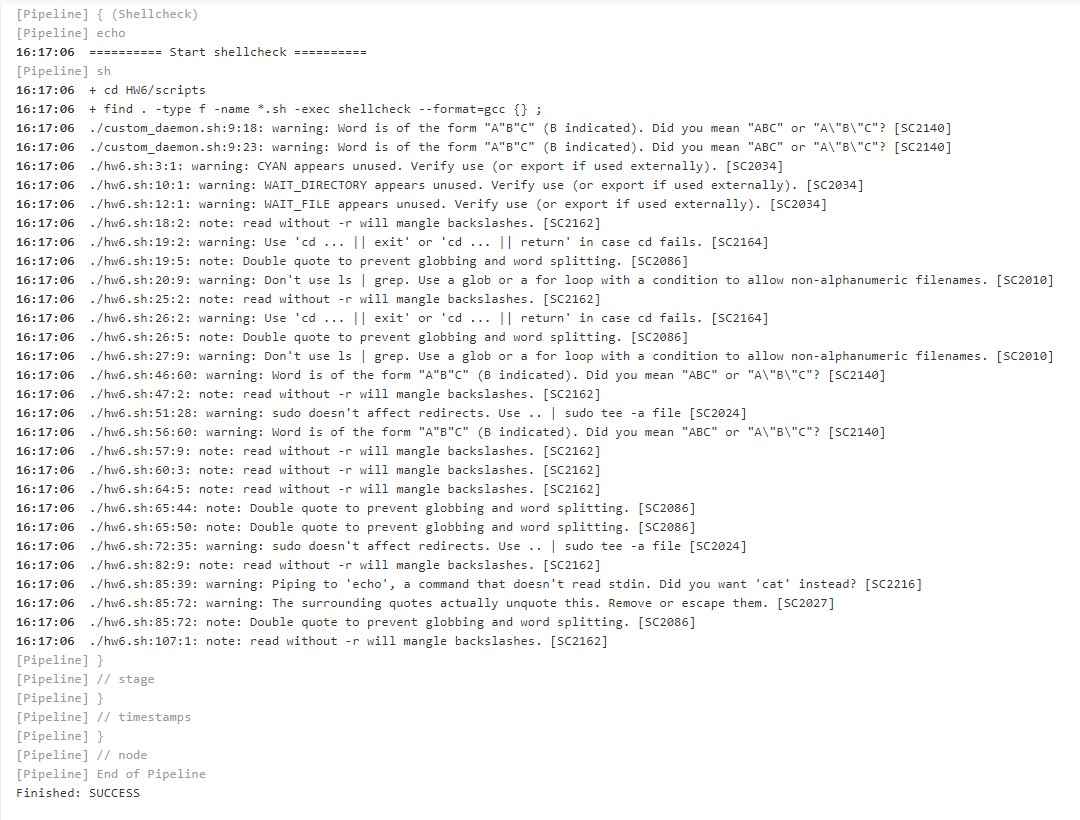 [Pipeline] { (Shellcheck)
[Pipeline] echo
16:17:06 ========== Start shellcheck ==========
[Pipeline] sh
16:17:06 + cd HW6/scripts
16:17:06 + find . -type f -name *.sh -exec shellcheck --format=gcc {} ;
16:17:06 ./custom_daemon.sh:9:18: warning: Word is of the form "A"B"C" (B indicated). Did you mean "ABC" or "A\"B\"C"? [SC2140]
16:17:06 ./custom_daemon.sh:9:23: warning: Word is of the form "A"B"C" (B indicated). Did you mean "ABC" or "A\"B\"C"? [SC2140]
16:17:06 ./hw6.sh:3:1: warning: CYAN appears unused. Verify use (or export if used externally). [SC2034]
16:17:06 ./hw6.sh:10:1: warning: WAIT_DIRECTORY appears unused. Verify use (or export if used externally). [SC2034]
16:17:06 ./hw6.sh:12:1: warning: WAIT_FILE appears unused. Verify use (or export if used externally). [SC2034]
16:17:06 ./hw6.sh:18:2: note: read without -r will mangle backslashes. [SC2162]
16:17:06 ./hw6.sh:19:2: warning: Use 'cd ... || exit' or 'cd ... || return' in case cd fails. [SC2164]
16:17:06 ./hw6.sh:19:5: note: Double quote to prevent globbing and word splitting. [SC2086]
16:17:06 ./hw6.sh:20:9: warning: Don't use ls | grep. Use a glob or a for loop with a condition to allow non-alphanumeric filenames. [SC2010]
16:17:06 ./hw6.sh:25:2: note: read without -r will mangle backslashes. [SC2162]
16:17:06 ./hw6.sh:26:2: warning: Use 'cd ... || exit' or 'cd ... || return' in case cd fails. [SC2164]
16:17:06 ./hw6.sh:26:5: note: Double quote to prevent globbing and word splitting. [SC2086]
16:17:06 ./hw6.sh:27:9: warning: Don't use ls | grep. Use a glob or a for loop with a condition to allow non-alphanumeric filenames. [SC2010]
16:17:06 ./hw6.sh:46:60: warning: Word is of the form "A"B"C" (B indicated). Did you mean "ABC" or "A\"B\"C"? [SC2140]
16:17:06 ./hw6.sh:47:2: note: read without -r will mangle backslashes. [SC2162]
16:17:06 ./hw6.sh:51:28: warning: sudo doesn't affect redirects. Use .. | sudo tee -a file [SC2024]
16:17:06 ./hw6.sh:56:60: warning: Word is of the form "A"B"C" (B indicated). Did you mean "ABC" or "A\"B\"C"? [SC2140]
16:17:06 ./hw6.sh:57:9: note: read without -r will mangle backslashes. [SC2162]
16:17:06 ./hw6.sh:60:3: note: read without -r will mangle backslashes. [SC2162]
16:17:06 ./hw6.sh:64:5: note: read without -r will mangle backslashes. [SC2162]
16:17:06 ./hw6.sh:65:44: note: Double quote to prevent globbing and word splitting. [SC2086]
16:17:06 ./hw6.sh:65:50: note: Double quote to prevent globbing and word splitting. [SC2086]
16:17:06 ./hw6.sh:72:35: warning: sudo doesn't affect redirects. Use .. | sudo tee -a file [SC2024]
16:17:06 ./hw6.sh:82:9: note: read without -r will mangle backslashes. [SC2162]
16:17:06 ./hw6.sh:85:39: warning: Piping to 'echo', a command that doesn't read stdin. Did you want 'cat' instead? [SC2216]
16:17:06 ./hw6.sh:85:72: warning: The surrounding quotes actually unquote this. Remove or escape them. [SC2027]
16:17:06 ./hw6.sh:85:72: note: Double quote to prevent globbing and word splitting. [SC2086]
16:17:06 ./hw6.sh:107:1: note: read without -r will mangle backslashes. [SC2162]
[Pipeline] }
[Pipeline] // stage
[Pipeline] }
[Pipeline] // timestamps
[Pipeline] }
[Pipeline] // node
[Pipeline] End of Pipeline
Finished: SUCCESS